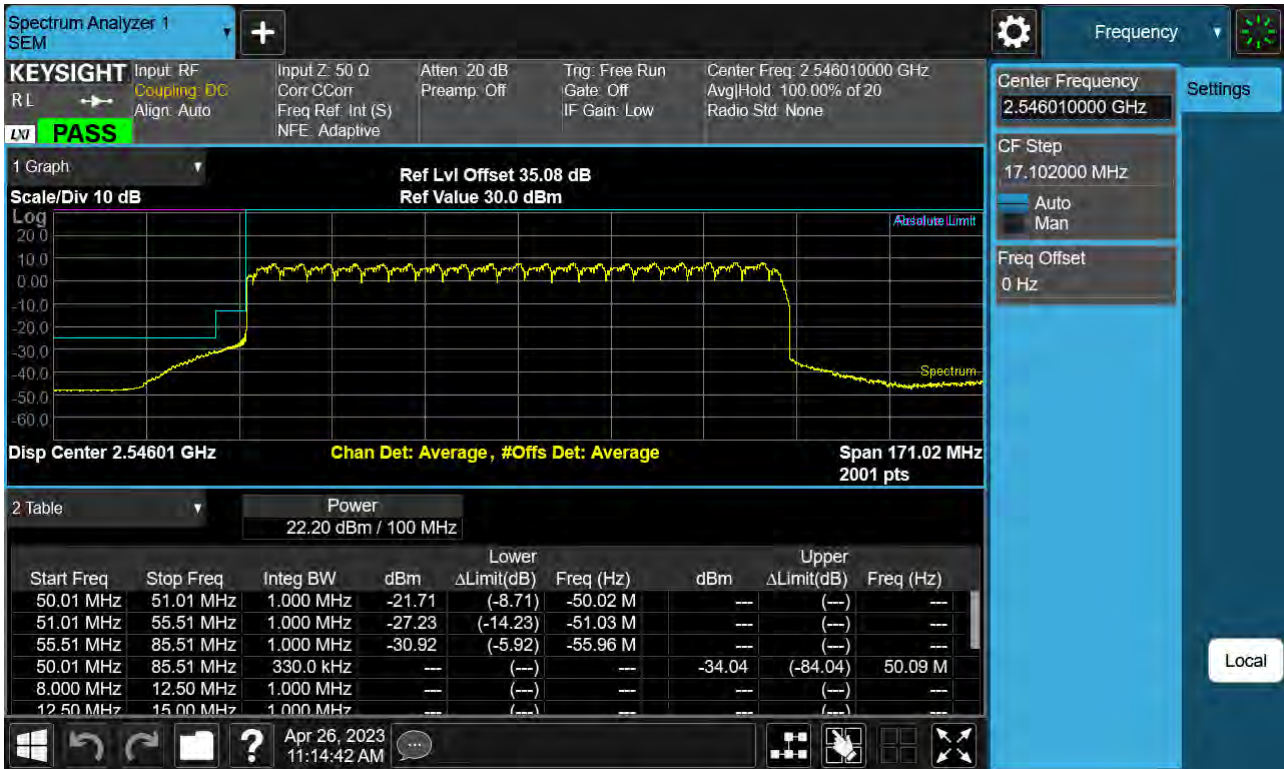 Spectrum Analyzer 1
SEM
+
Frequency
KEYSIGHT
R L
LXI
PASS
Input: RF
Coupling: DC
Align: Auto
Input Z: 50 Ω
Corr CCorr
Freq Ref: Int (S)
NFE: Adaptive
Atten: 20 dB
Preamp: Off
Trig: Free Run
Gate: Off
IF Gain: Low
Center Freq: 2.546010000 GHz
Avg|Hold: 100.00% of 20
Radio Std: None
Center Frequency
2.546010000 GHz
Settings
CF Step
17.102000 MHz
Auto
Man
Freq Offset
0 Hz
1 Graph
Ref Lvl Offset 35.08 dB
Scale/Div 10 dB
Ref Value 30.0 dBm
Log
Limit
20.0
10.0
0.00
-10.0
-20.0
-30.0
-40.0
Spectrum
-50.0
-60.0
Disp Center 2.54601 GHz
Chan Det: Average, #Offs Det: Average
Span 171.02 MHz
2001 pts
2 Table
Power
22.20 dBm / 100 MHz
Lower Upper
Start Freq Stop Freq Integ BW dBm ΔLimit(dB) Freq (Hz) dBm ΔLimit(dB) Freq (Hz)
50.01 MHz 51.01 MHz 1.000 MHz -21.71 (-8.71) -50.02 M --- (---) ---
51.01 MHz 55.51 MHz 1.000 MHz -27.23 (-14.23) -51.03 M --- (---) ---
55.51 MHz 85.51 MHz 1.000 MHz -30.92 (-5.92) -55.96 M --- (---) ---
50.01 MHz 85.51 MHz 330.0 kHz --- (---) --- -34.04 (-84.04) 50.09 M
8.000 MHz 12.50 MHz 1.000 MHz --- (---) --- --- (---) ---
12.50 MHz 15.00 MHz 1.000 MHz --- (---) --- --- (---) ---
Local
?
Apr 26, 2023
11:14:42 AM